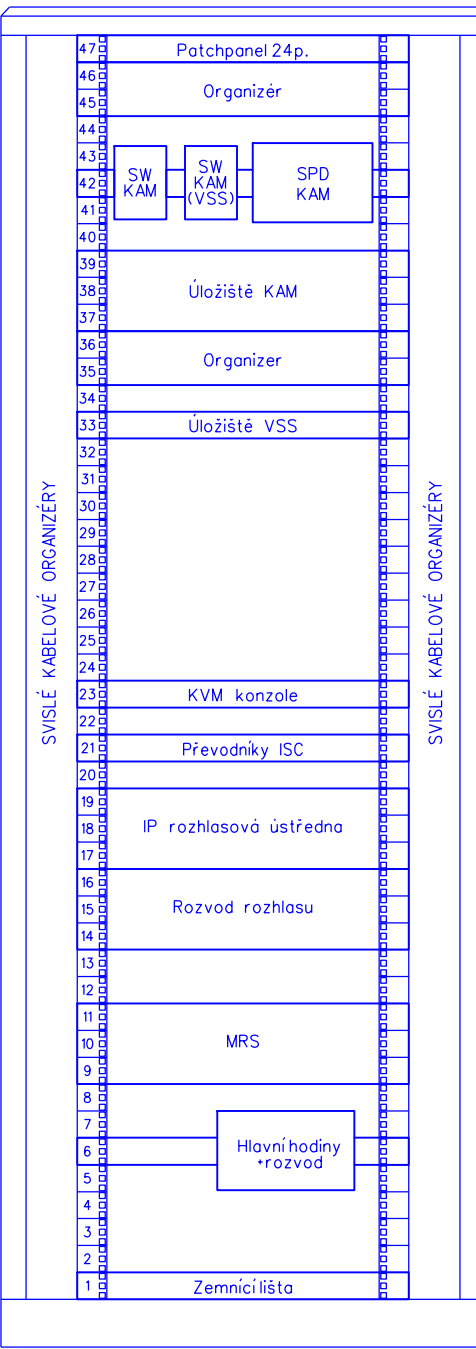 47 Patchpanel 24p.
46
Organizér
45
44
43
SW
KAM
SW
KAM
(VSS)
SPD
KAM
42
41
40
39
38 Úložiště KAM
37
36
Organizer
35
34
33 Úložiště VSS
32
31
30
29
28
27
26
25
24
SVISLÉ KABELOVÉ ORGANIZÉRY
SVISLÉ KABELOVÉ ORGANIZÉRY
23 KVM konzole
22
21 Převodníky ISC
20
19
18 IP rozhlasová ústředna
17
16
15 Rozvod rozhlasu
14
13
12
11
10 MRS
9
8
7
6 Hlavní hodiny
+rozvod
5
4
3
2
1 Zemnící lišta